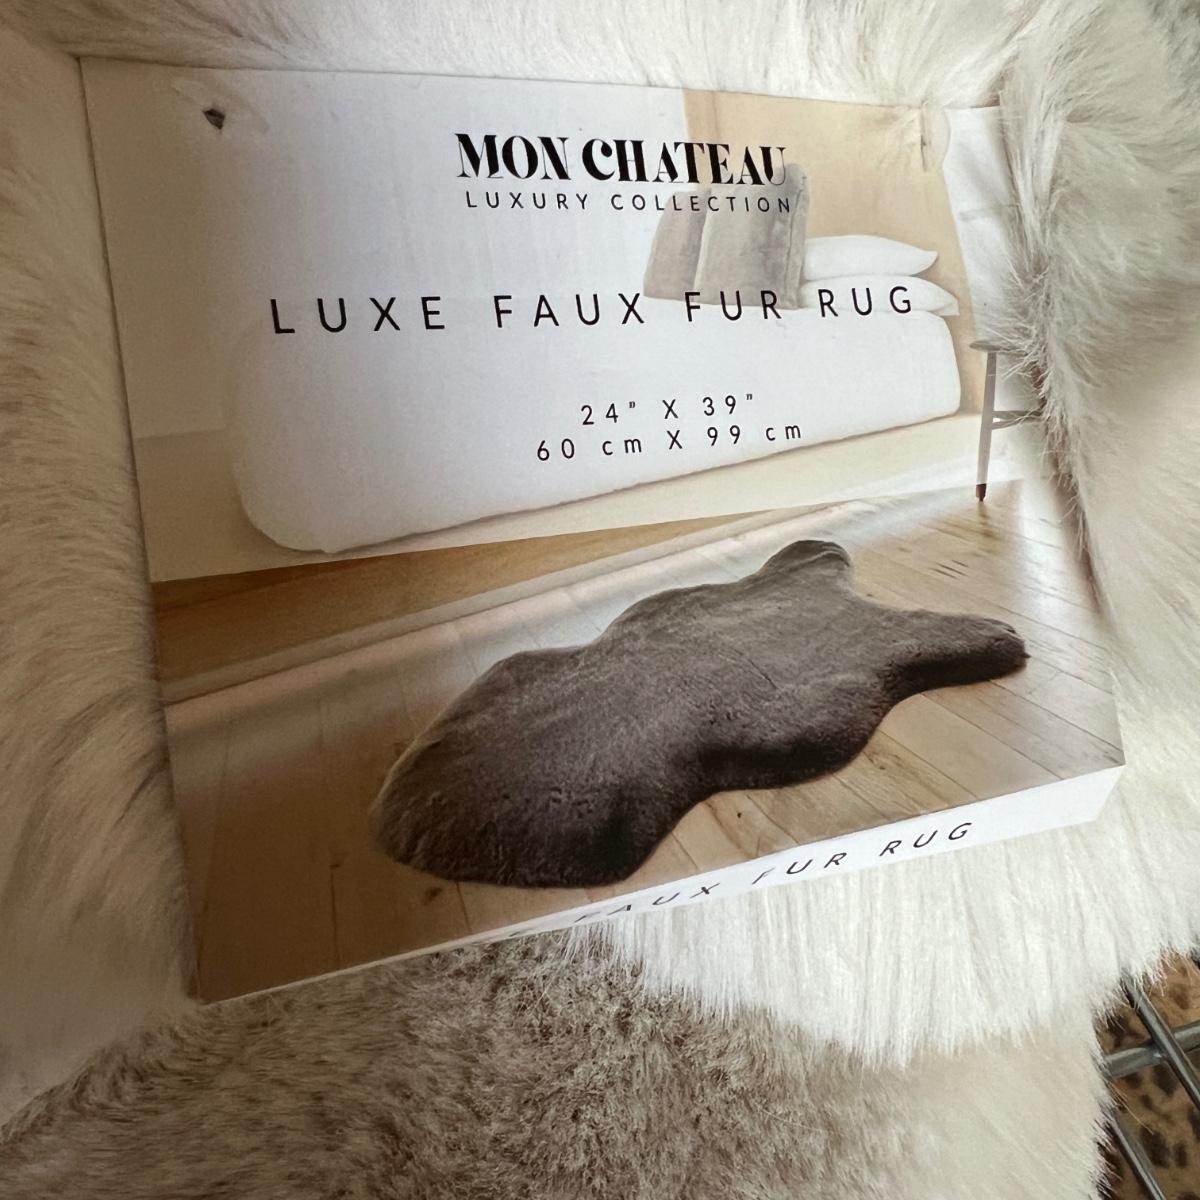 MON CHATEAU
LUXURY COLLECTION
LUXE FAUX FUR RUG
24" X 39"
60 cm X 99 cm
FAUX FUR RUG